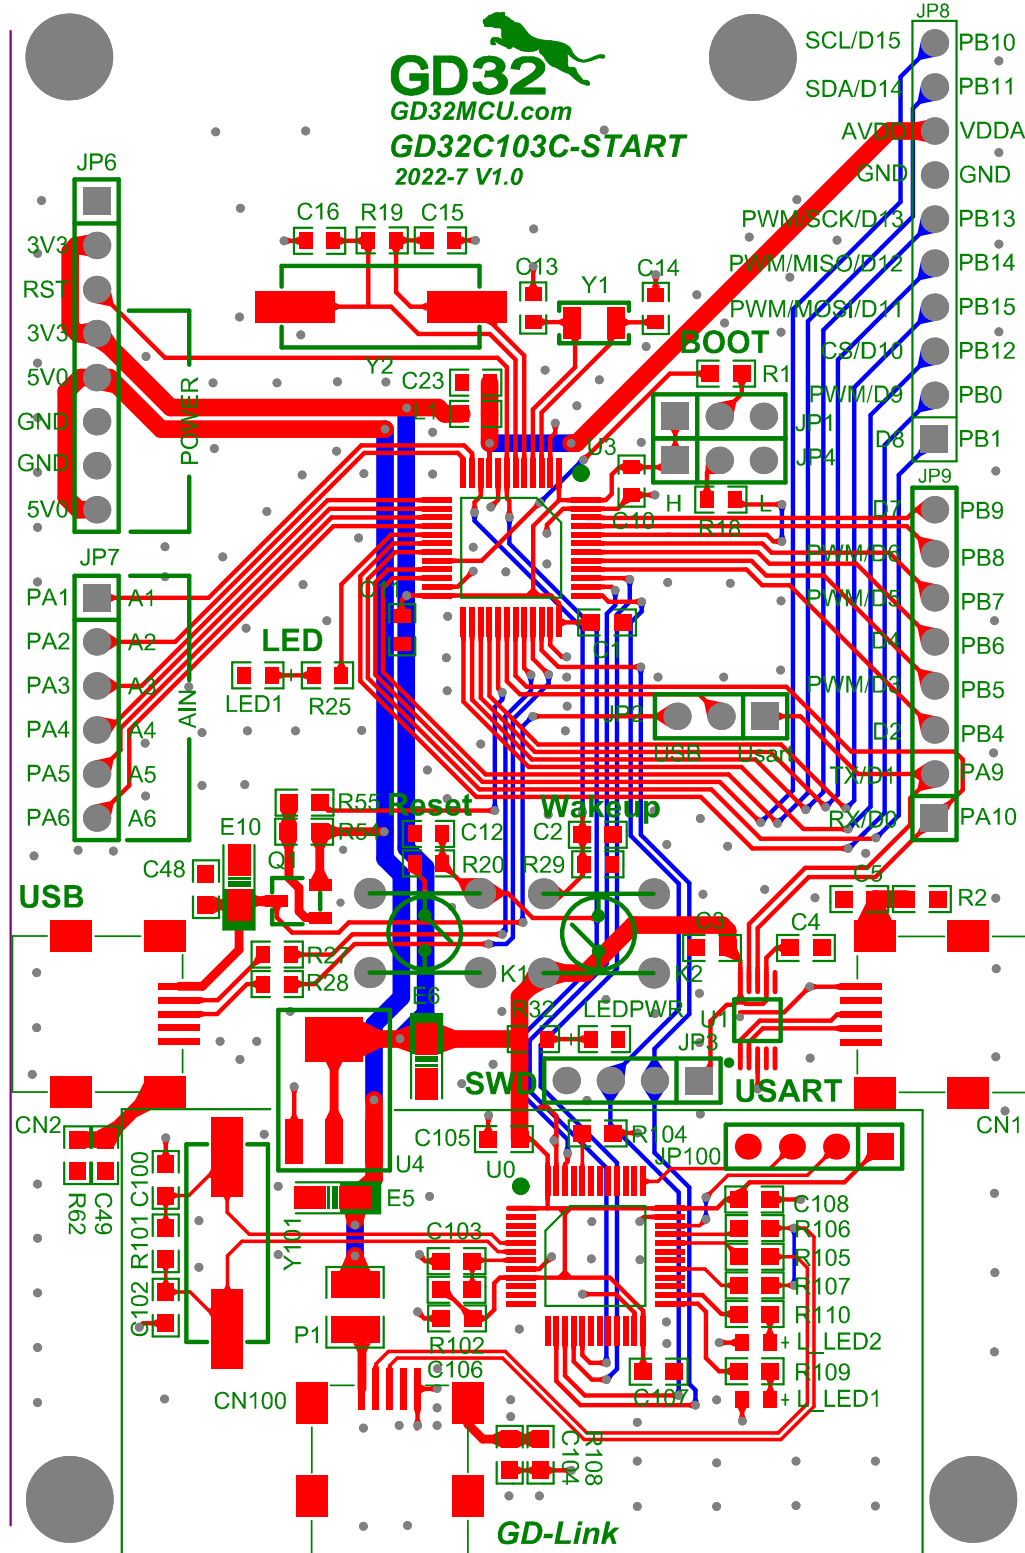 JP8
SCL/D15 PB10
GD32
SDA/D14 PB11
GD32MCU.com
AVDD VDDA
GD32C103C-START
JP6
2022-7 V1.0
GND GND
C16 R19 C15
PWM/SCK/D13 PB13
3V3
C13 C14
PWM/MISO/D12 PB14
RST
Y1
PWM/MOSI/D11 PB15
3V3
BOOT
CS/D10 PB12
Y2
5V0
C23
R1
PWM/D9 PB0
POWER
L1
JP1
GND
U3
D8 PB1
GND
JP4
JP9
5V0
C10
H
R18
L
D7 PB9
JP7
PWM/D6 PB8
PA1 A1
C11
PWM/D5 PB7
PA2 A2
LED
C1
D4 PB6
PA3 A3
LED1
R25
PWM/D3 PB5
AIN
JP2
PA4 A4
USB
Usart
D2 PB4
PA5 A5
TX/D1 PA9
R55
Reset
Wakeup
PA6 A6
RX/D0 PA10
E10
C12
C2
C48
Q1
R20
R29
USB
C5
R2
C3
C4
R27
K1
K2
R28
E6
R32
LEDPWR
U1
+
JP3
SWD
USART
CN2
CN1
C105
R104
U0
JP100
U4
C100
R62
C49
E5
C108
R101
Y101
C103
R106
R105
R107
C102
P1
R102
R110
+ L_LED2
C106
R109
CN100
C107
+ L_LED1
C104
R108
GD-Link